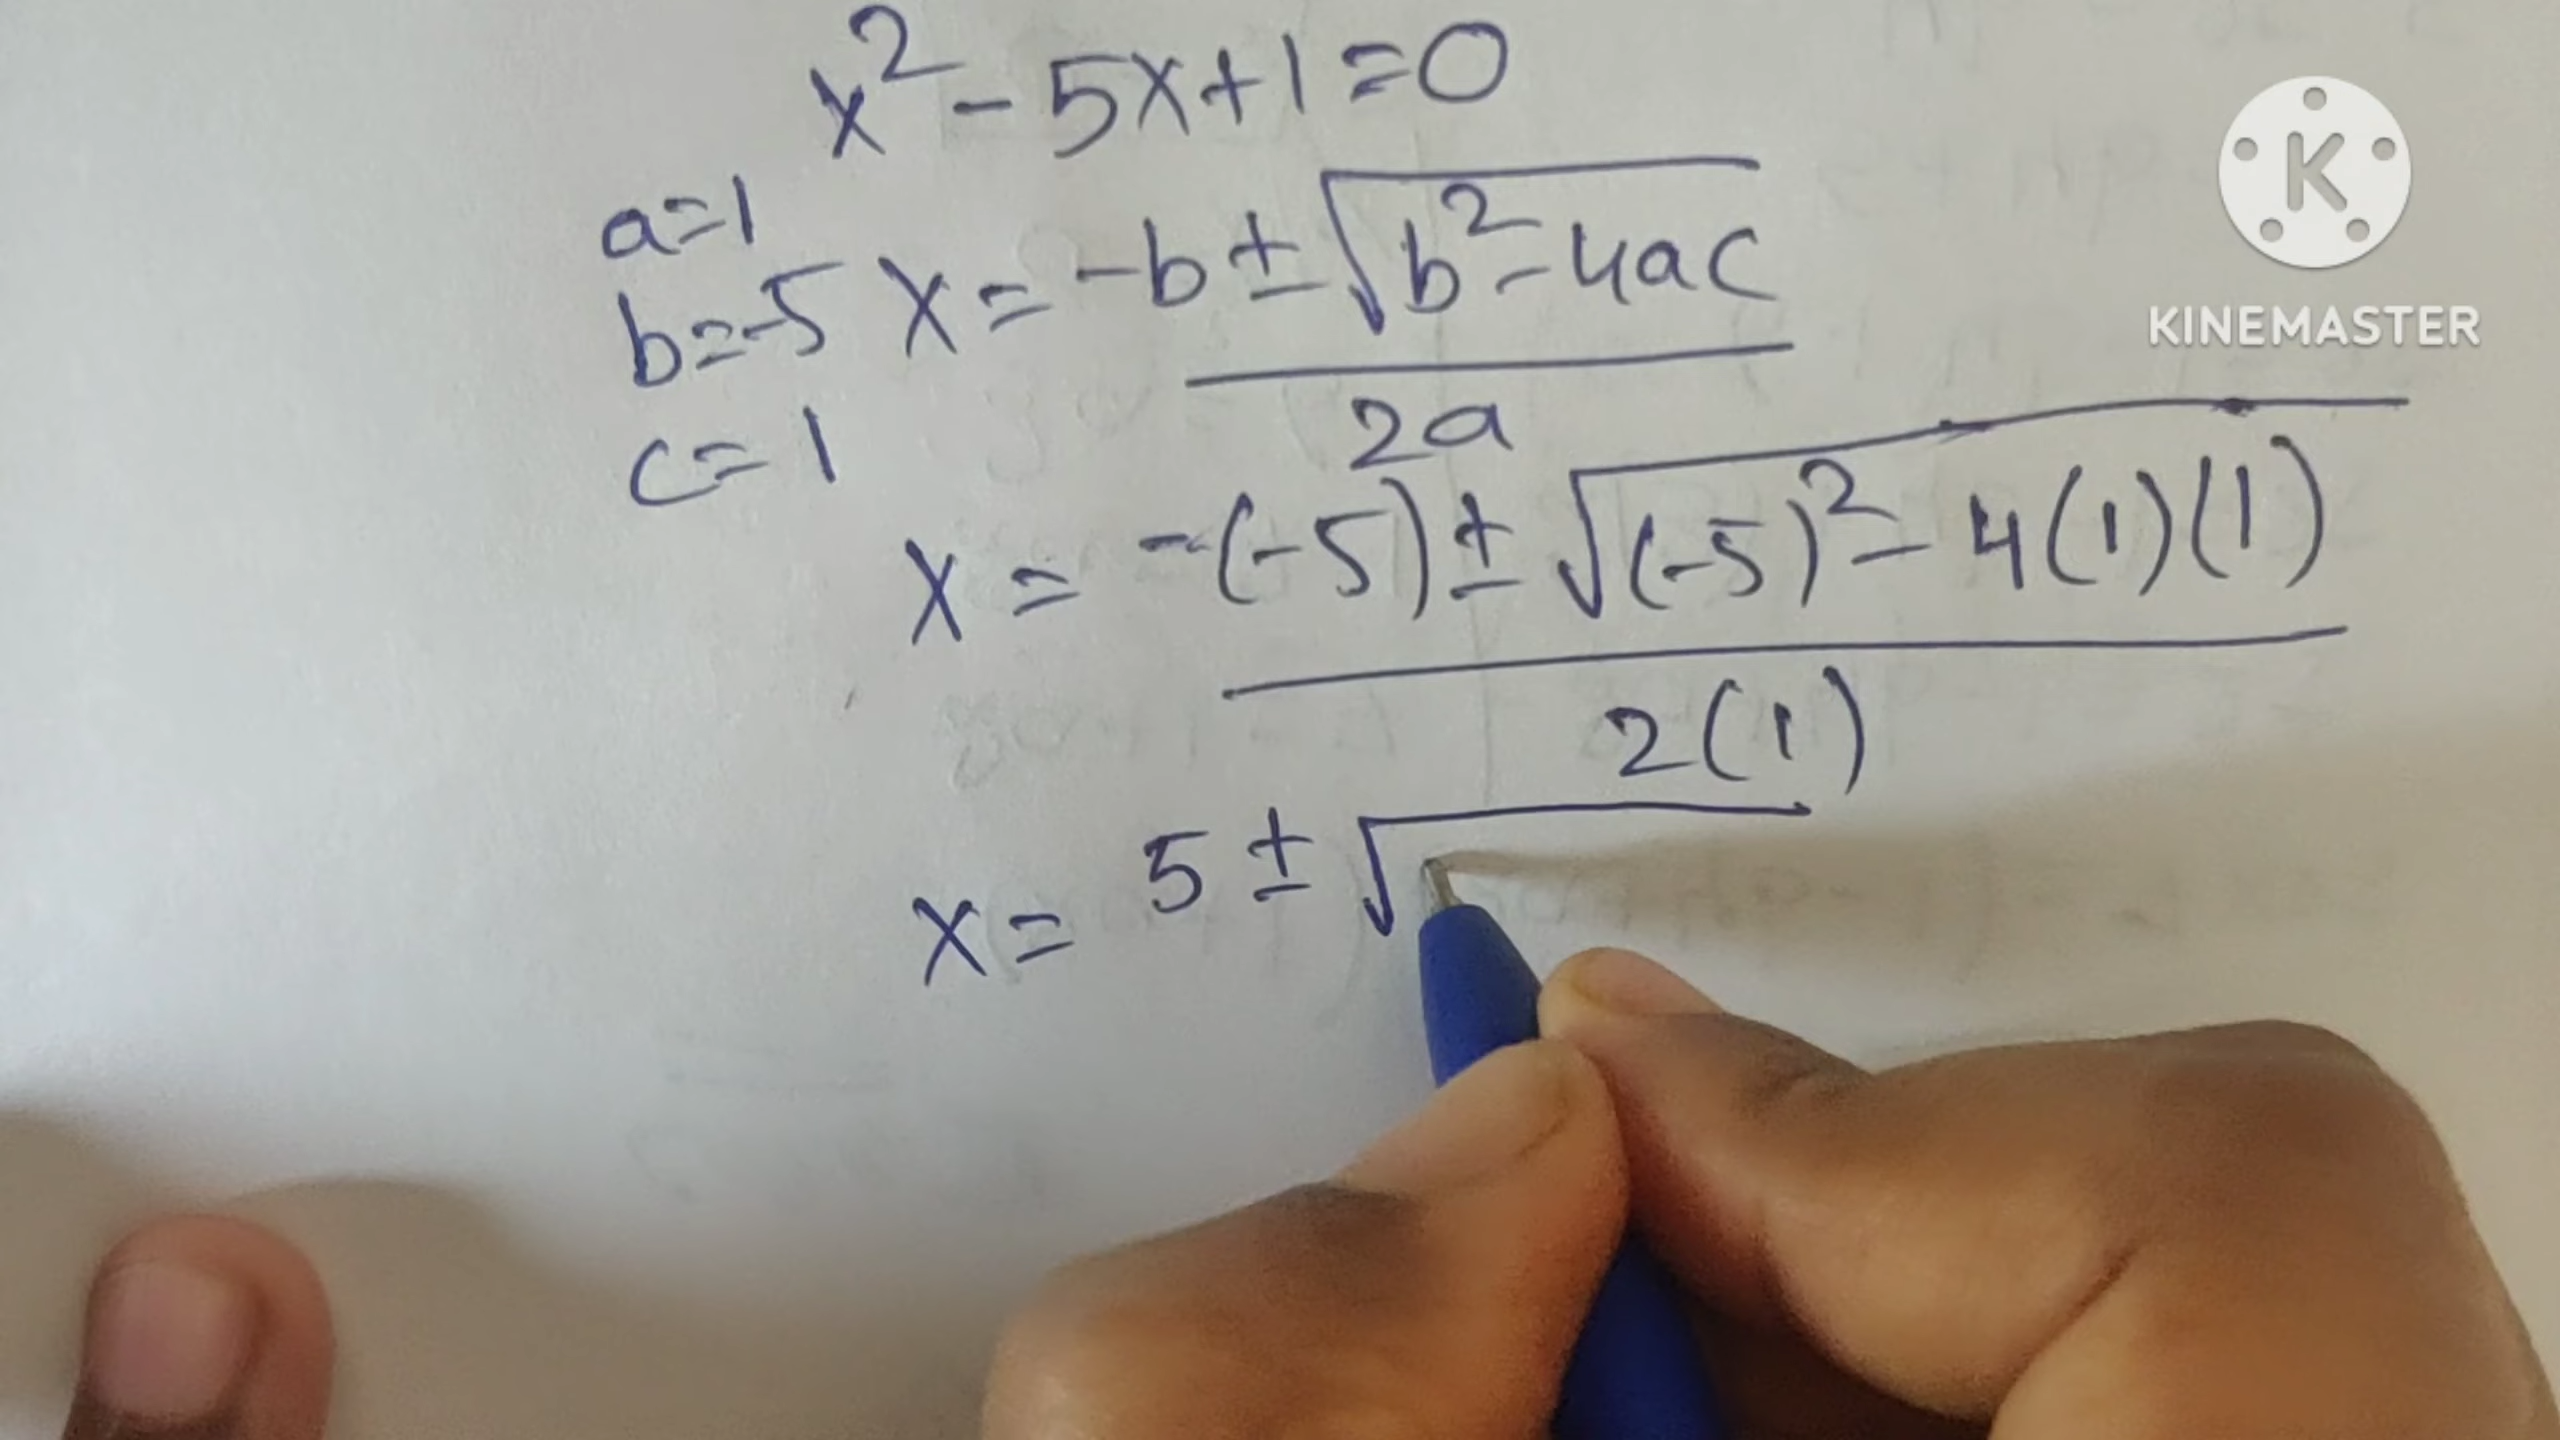 x² - 5x + 1 = 0
a = 1
b = -5
c = 1
x = -b ± √(b² - 4ac)
2a
x = -(-5) ± √((-5)² - 4(1)(1))
2(1)
x = 5 ± √
K
KINEMASTER